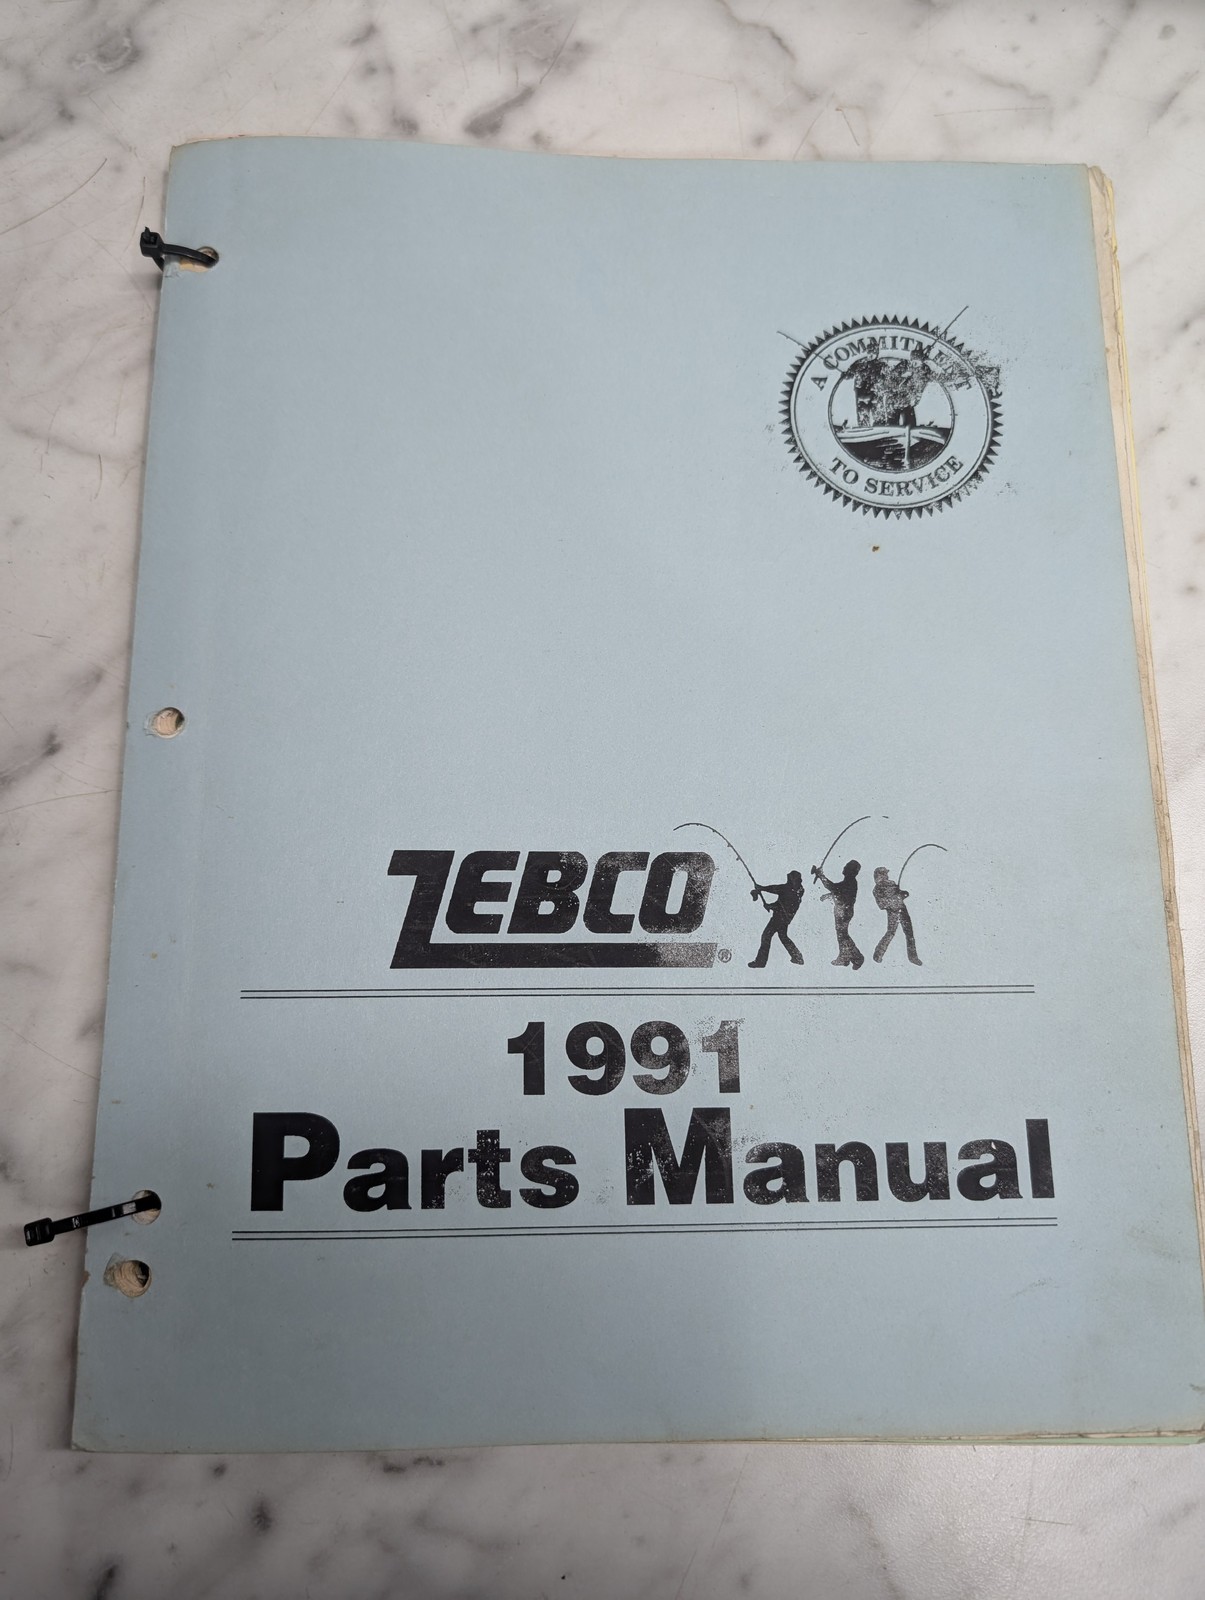 A COMMITMENT
TO SERVICE
ZEBCO®
1991
Parts Manual